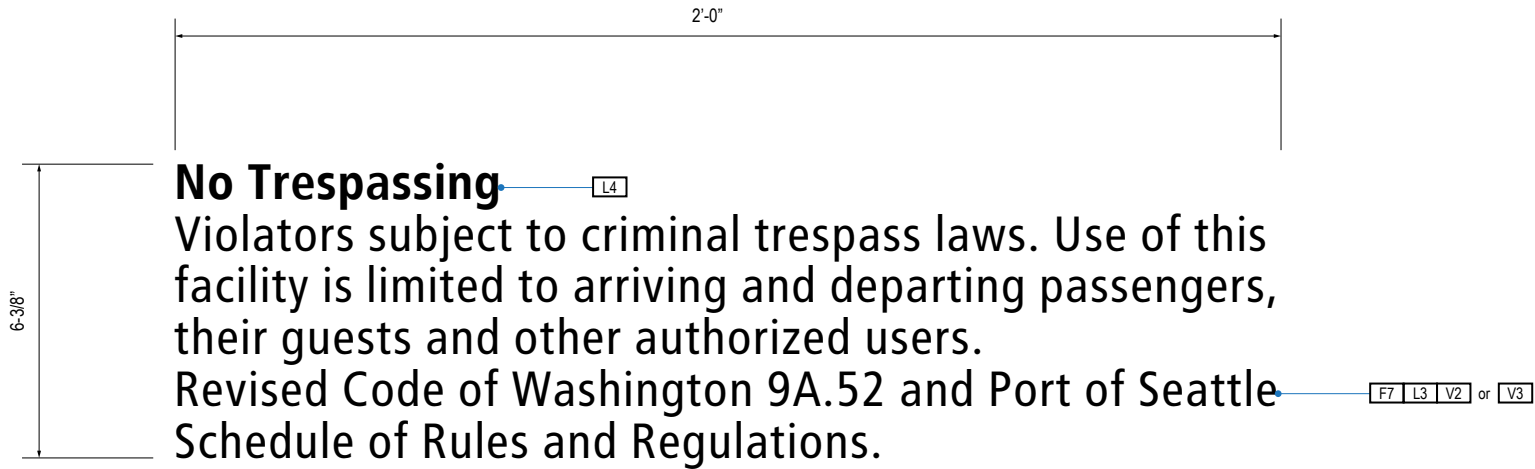 2'-0”
No Trespassing L4
Violators subject to criminal trespass laws. Use of this
facility is limited to arriving and departing passengers,
6-3/8”
their guests and other authorized users.
Revised Code of Washington 9A.52 and Port of Seattle F7 L3 V2 or V3
Schedule of Rules and Regulations.